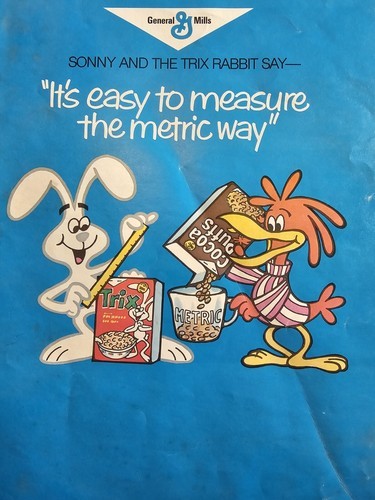 General Mills
SONNY AND THE TRIX RABBIT SAY—
"It's easy to measure
the metric way"
Cocoa
Puffs
Trix
METRIC